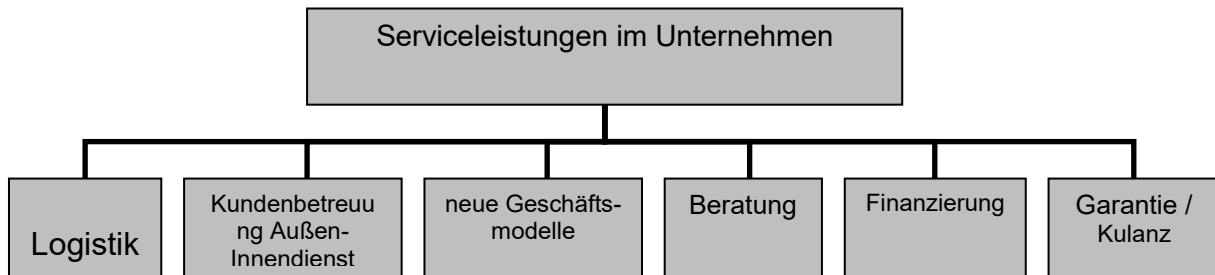 Serviceleistungen im Unternehmen
Logistik
Kundenbetreuu
ng Außen-
Innendienst
neue Geschäfts-
modelle
Beratung
Finanzierung
Garantie /
Kulanz